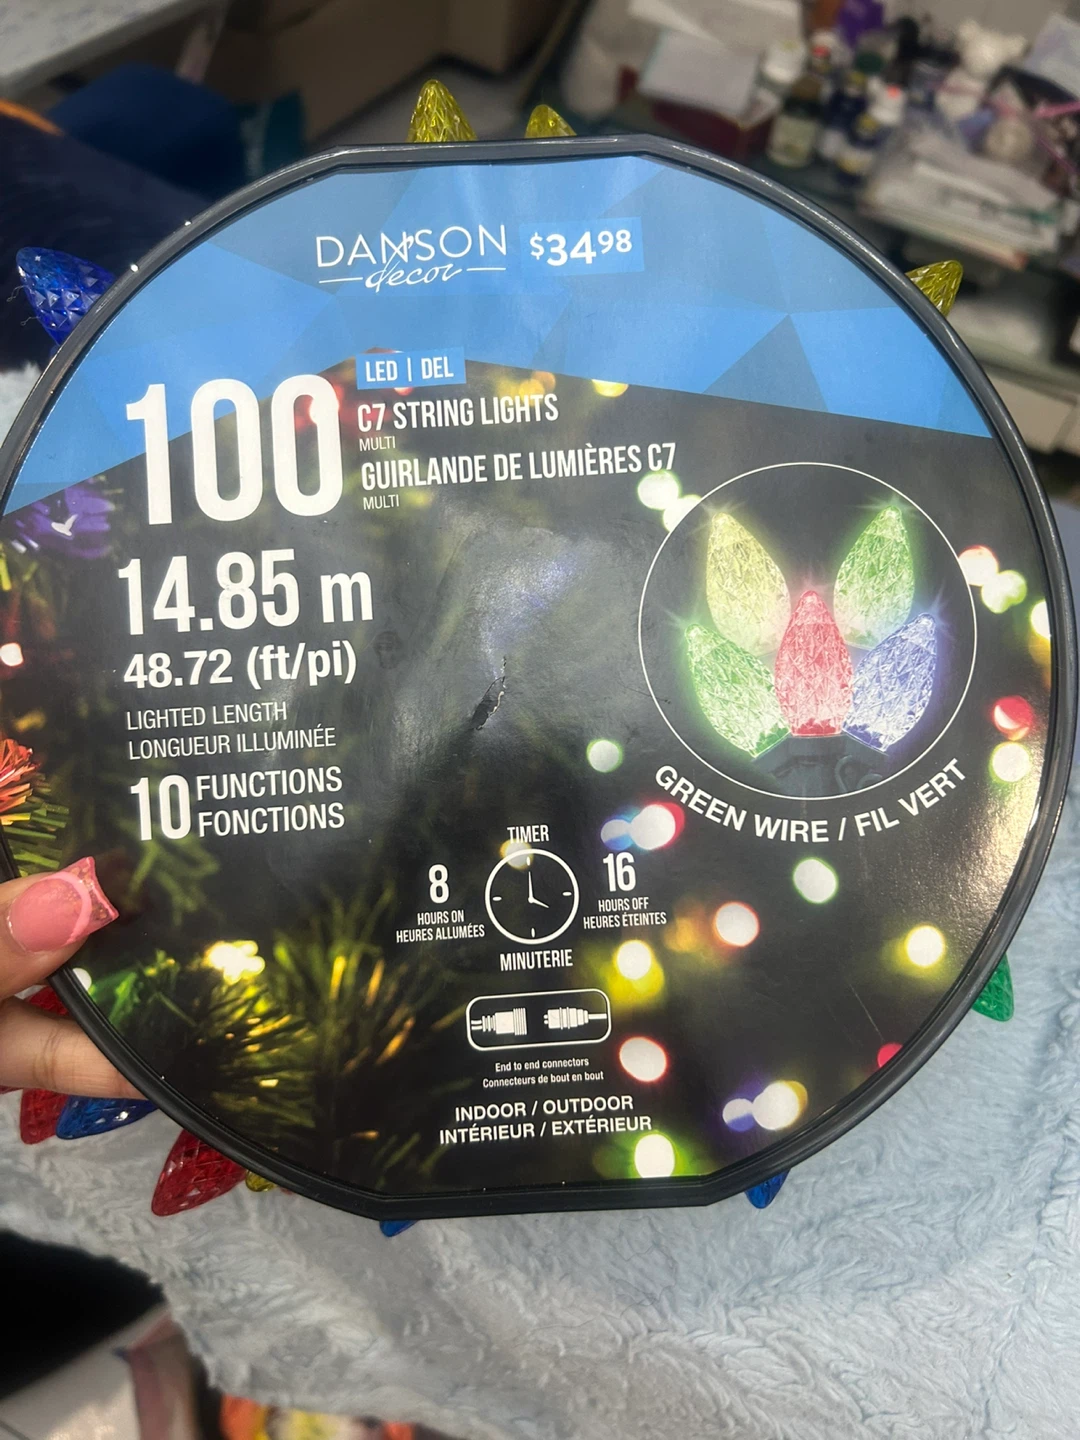 DANSON
decor
$34.98
LED | DEL
100
C7 STRING LIGHTS
MULTI
GUIRLANDE DE LUMIÈRES C7
MULTI
14.85 m
48.72 (ft/pi)
LIGHTED LENGTH
LONGUEUR ILLUMINÉE
10 FUNCTIONS
FONCTIONS
GREEN WIRE / FIL VERT
TIMER
8
HOURS ON
HEURES ALLUMÉES
16
HOURS OFF
HEURES ÉTEINTES
MINUTERIE
End to end connectors
Connecteurs de bout en bout
INDOOR / OUTDOOR
INTÉRIEUR / EXTÉRIEUR